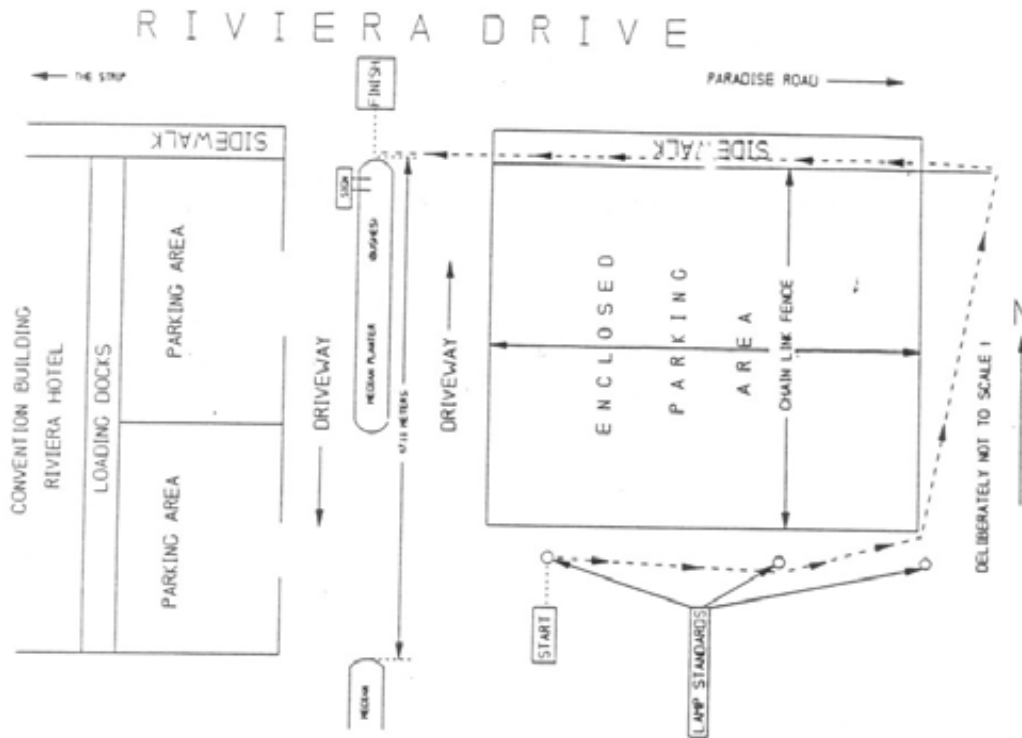 RIVIERA DRIVE
THE STRIP
FINISH
PARADISE ROAD
SIDEWALK
SIDEWALK
SIGN
(BUSHES)
MEDIAN PLANTER
PARKING AREA
DRIVEWAY
DRIVEWAY
ENCLOSED
PARKING
AREA
CHAIN LINK FENCE
N
CONVENTION BUILDING
RIVIERA HOTEL
LOADING DOCKS
PARKING AREA
DELIBERATELY NOT TO SCALE !
START
LAMP STANDARDS
MEDIAN